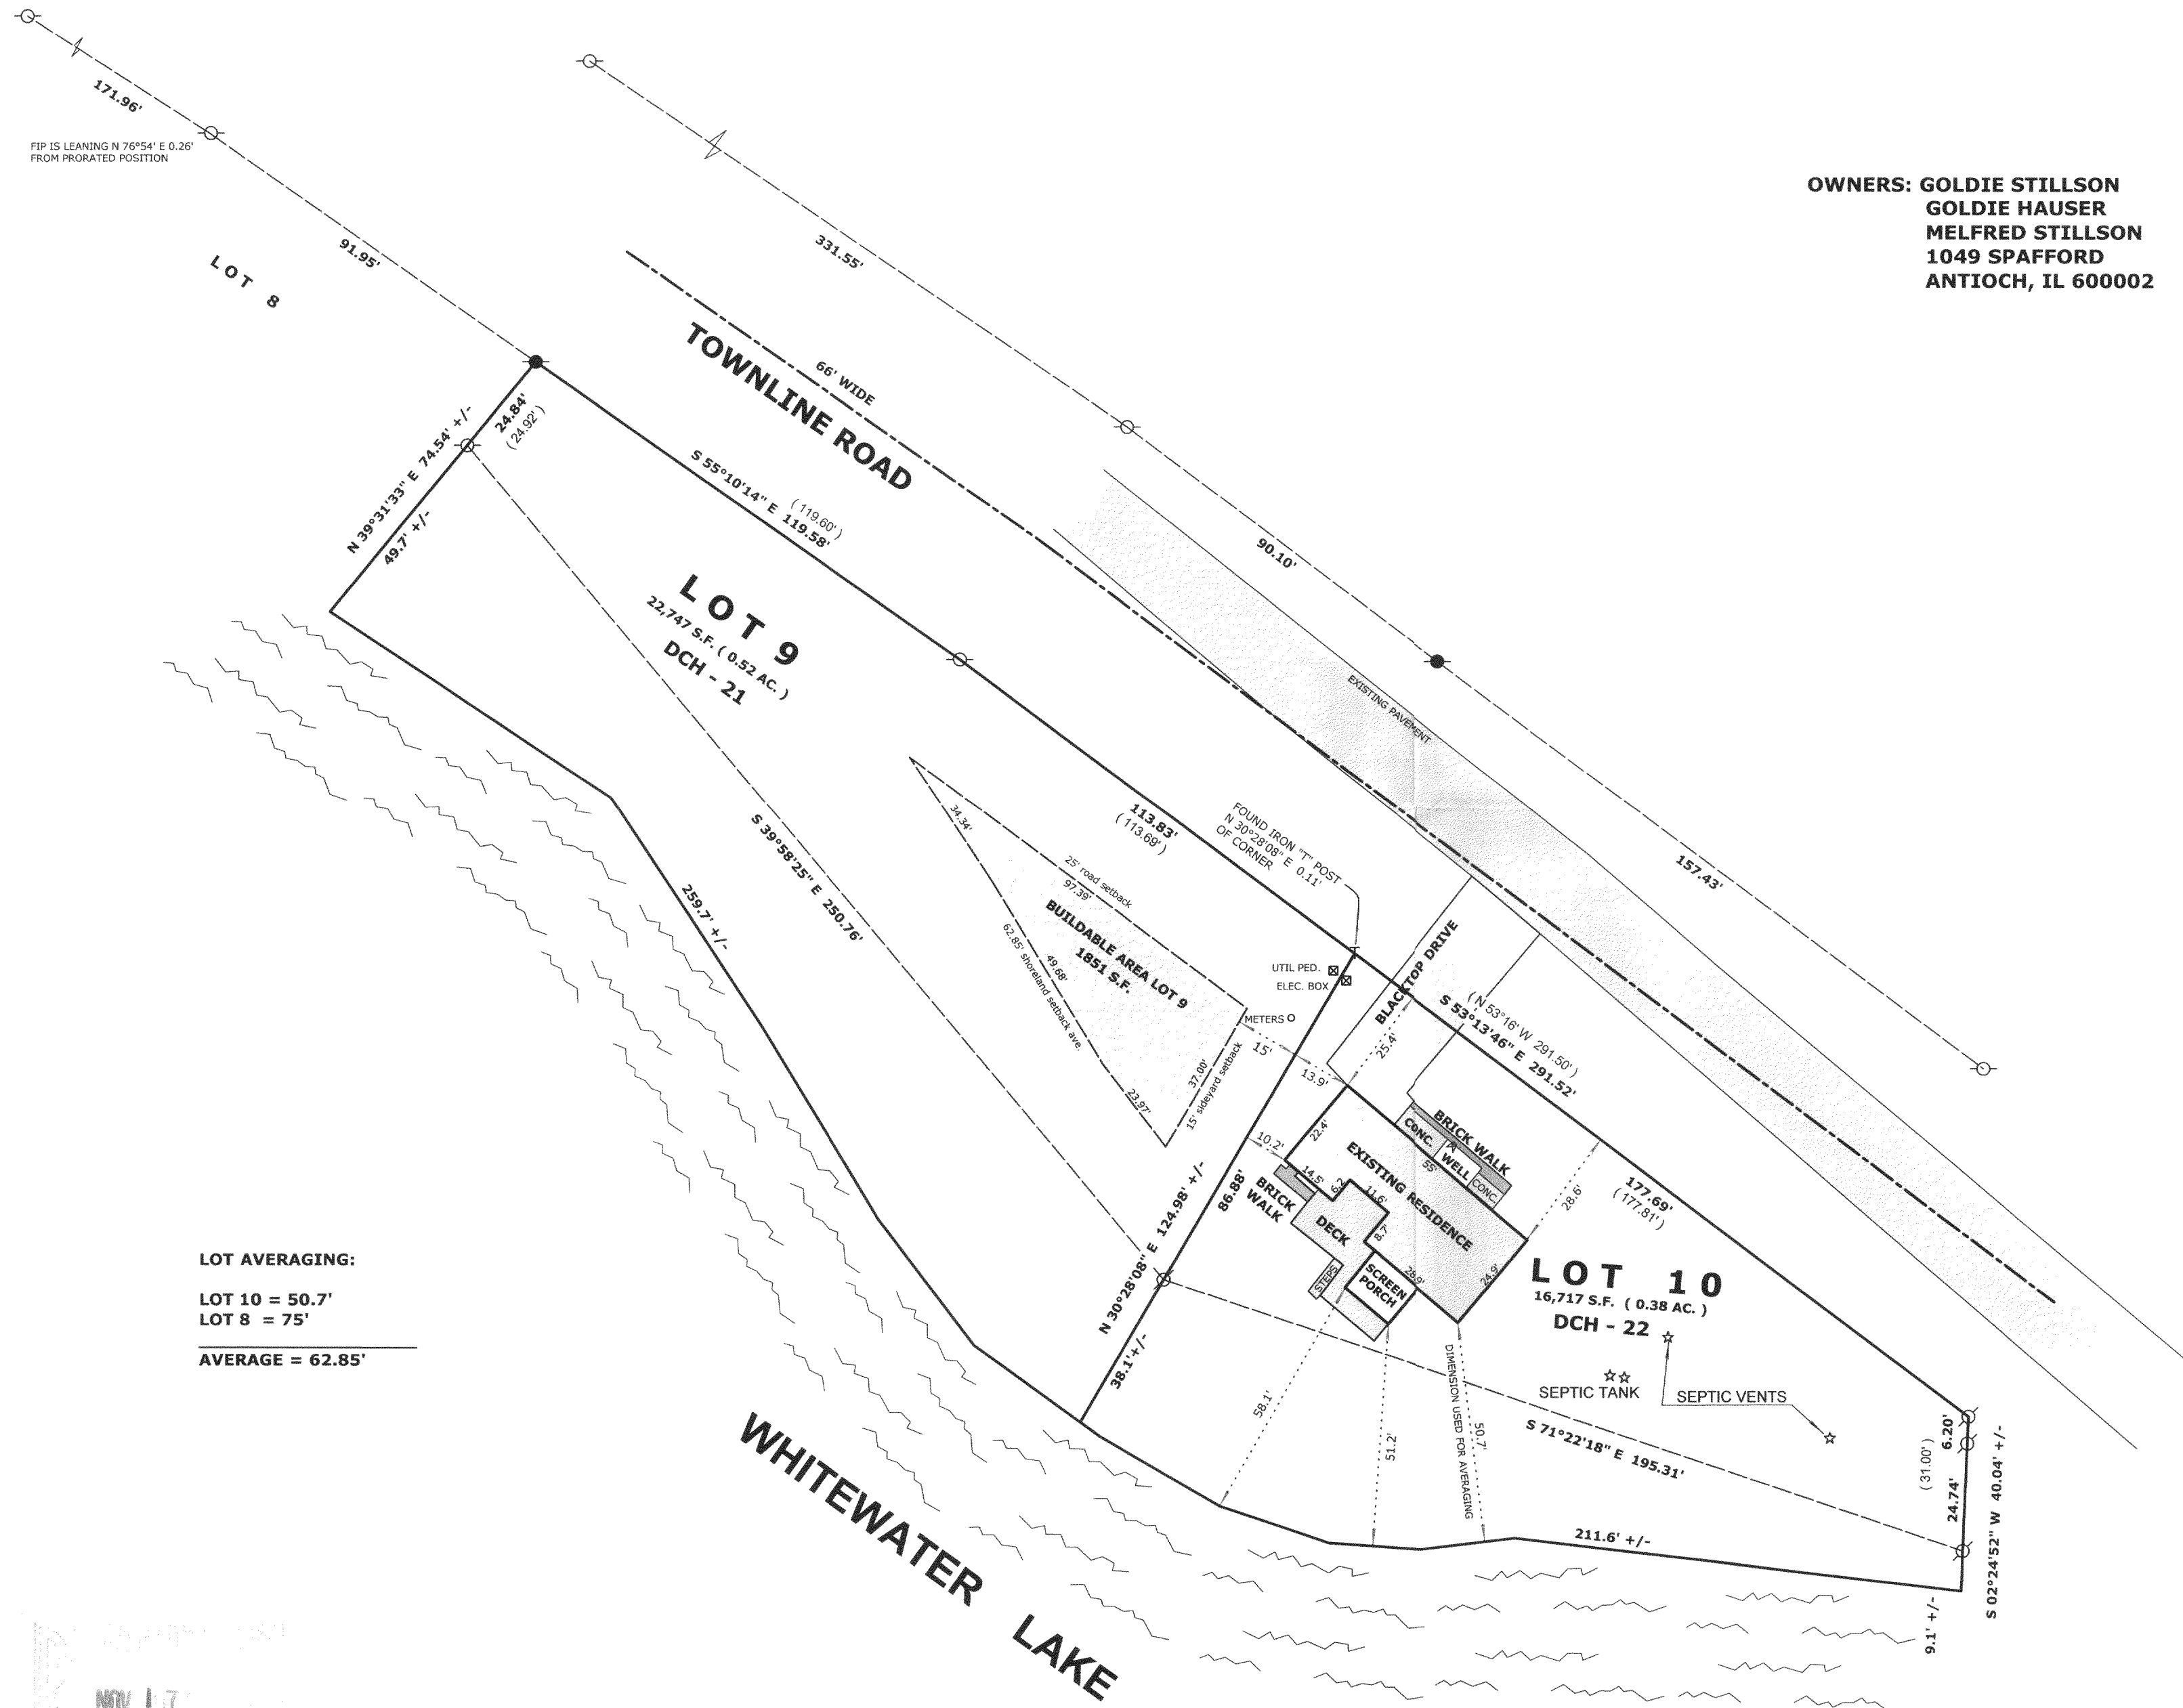 171.96'
FIP IS LEANING N 76°54' E 0.26'
FROM PRORATED POSITION
91.95'
LOT 8
331.55'
OWNERS: GOLDIE STILLSON
GOLDIE HAUSER
MELFRED STILLSON
1049 SPAFFORD
ANTIOCH, IL 600002
66' WIDE
TOWNLINE ROAD
24.84'
( 24.92' )
N 39°31'33" E 74.54' +/-
49.7' +/-
S 55°10'14" E 119.58'
( 119.60' )
90.10'
EXISTING PAVEMENT
LOT 9
22,747 S.F. ( 0.52 AC. )
DCH - 21
113.83'
( 113.69' )
FOUND IRON "T" POST
N 30°28'08" E 0.11'
OF CORNER
157.43'
S 39°58'25" E 250.76'
259.7' +/-
34.34'
25' road setback
97.39'
BUILDABLE AREA LOT 9
1851 S.F.
49.68'
62.85' shoreland setback ave.
23.97'
37.00'
15' sideyard setback
UTIL PED.
ELEC. BOX
METERS
15'
13.9'
BLACKTOP DRIVE
25.4'
( N 53°16' W 291.50' )
S 53°13'46" E 291.52'
10.2'
22.4'
CONC.
BRICK WALK
WELL
CONC.
55'
EXISTING RESIDENCE
14.5'
6.2'
11.6'
8.7'
BRICK
WALK
DECK
STEPS
SCREEN
PORCH
26.9'
24.9'
28.6'
177.69'
( 177.81' )
N 30°28'08" E 124.98' +/-
86.88'
38.1'+/-
LOT 10
16,717 S.F. ( 0.38 AC. )
DCH - 22
SEPTIC TANK
SEPTIC VENTS
58.1'
51.2'
50.7'
DIMENSION USED FOR AVERAGING
S 71°22'18" E 195.31'
211.6' +/-
6.20'
( 31.00' )
24.74'
S 02°24'52" W 40.04' +/-
9.1' +/-
LOT AVERAGING:
LOT 10 = 50.7'
LOT 8 = 75'
AVERAGE = 62.85'
WHITEWATER LAKE
NOV 17